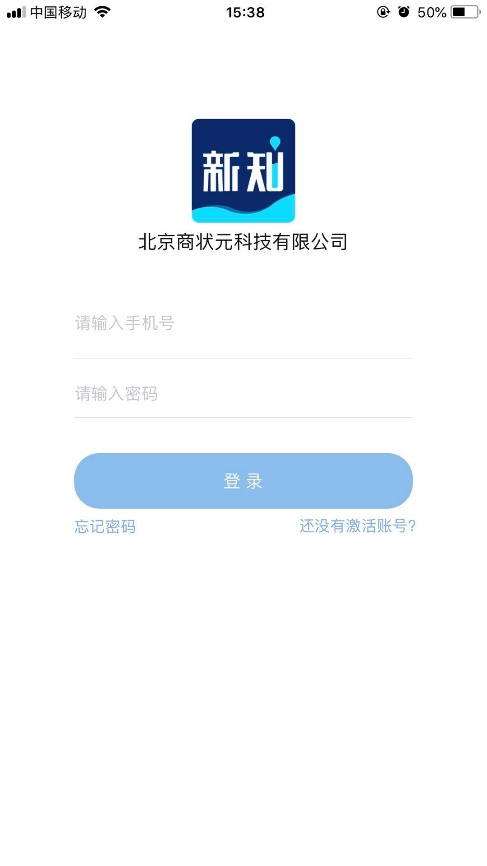 中国移动 15:38 50%
新知
北京商状元科技有限公司
请输入手机号
请输入密码
登录
忘记密码 还没有激活账号?